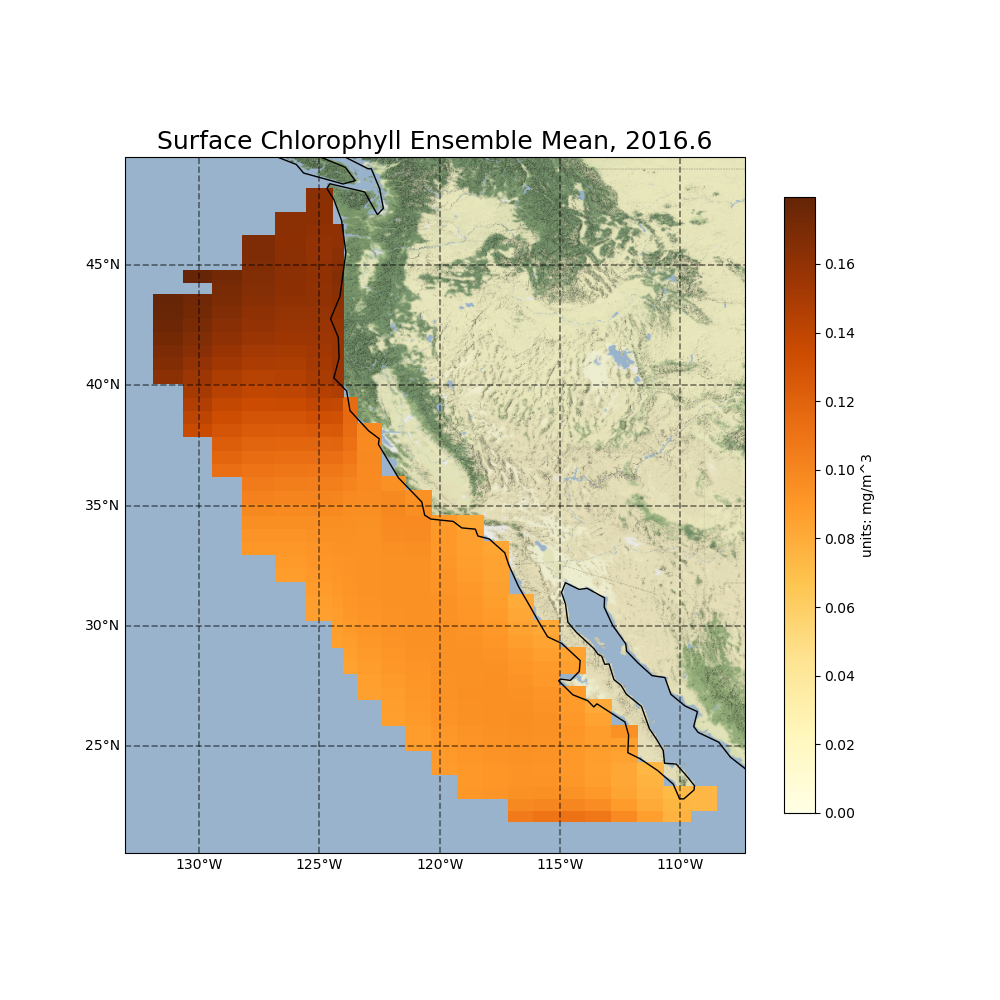 Surface Chlorophyll Ensemble Mean, 2016.6
45°N
40°N
35°N
30°N
25°N
130°W
125°W
120°W
115°W
110°W
0.16
0.14
0.12
0.10
0.08
0.06
0.04
0.02
0.00
units: mg/m^3